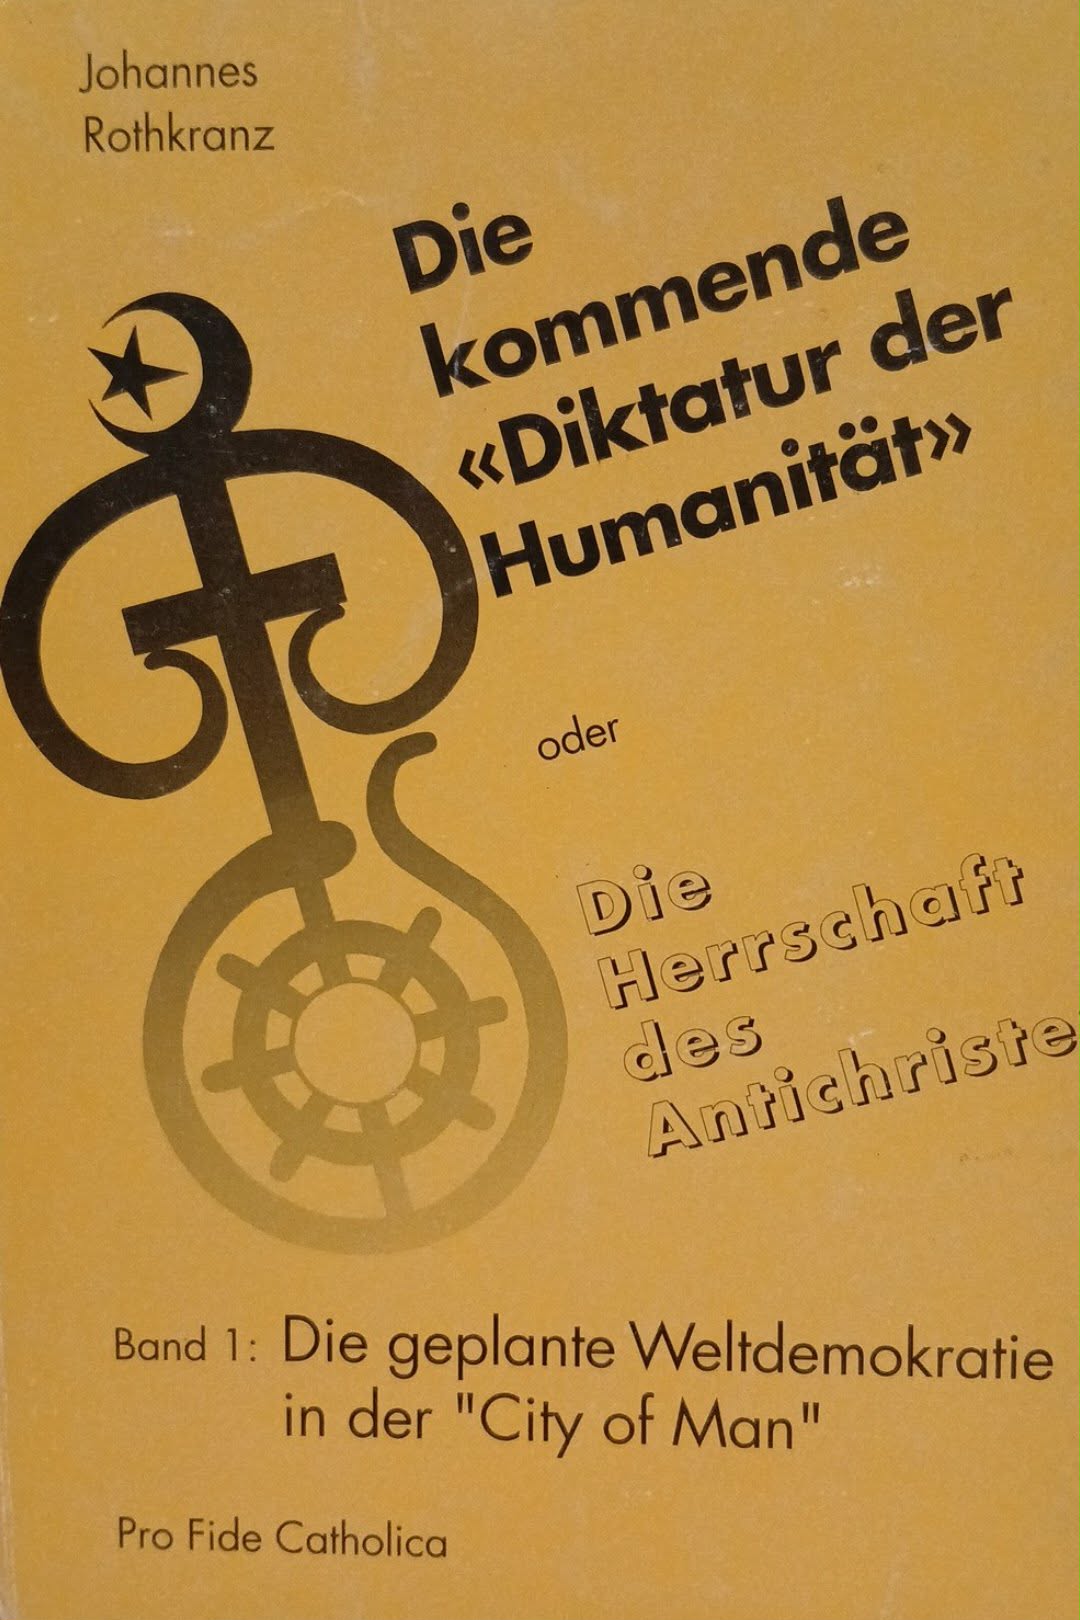 Johannes
Rothkranz
Die
kommende
«Diktatur der
Humanität»
oder
Die
Herrschaft
des
Antichriste
Band 1: Die geplante Weltdemokratie
in der "City of Man"
Pro Fide Catholica